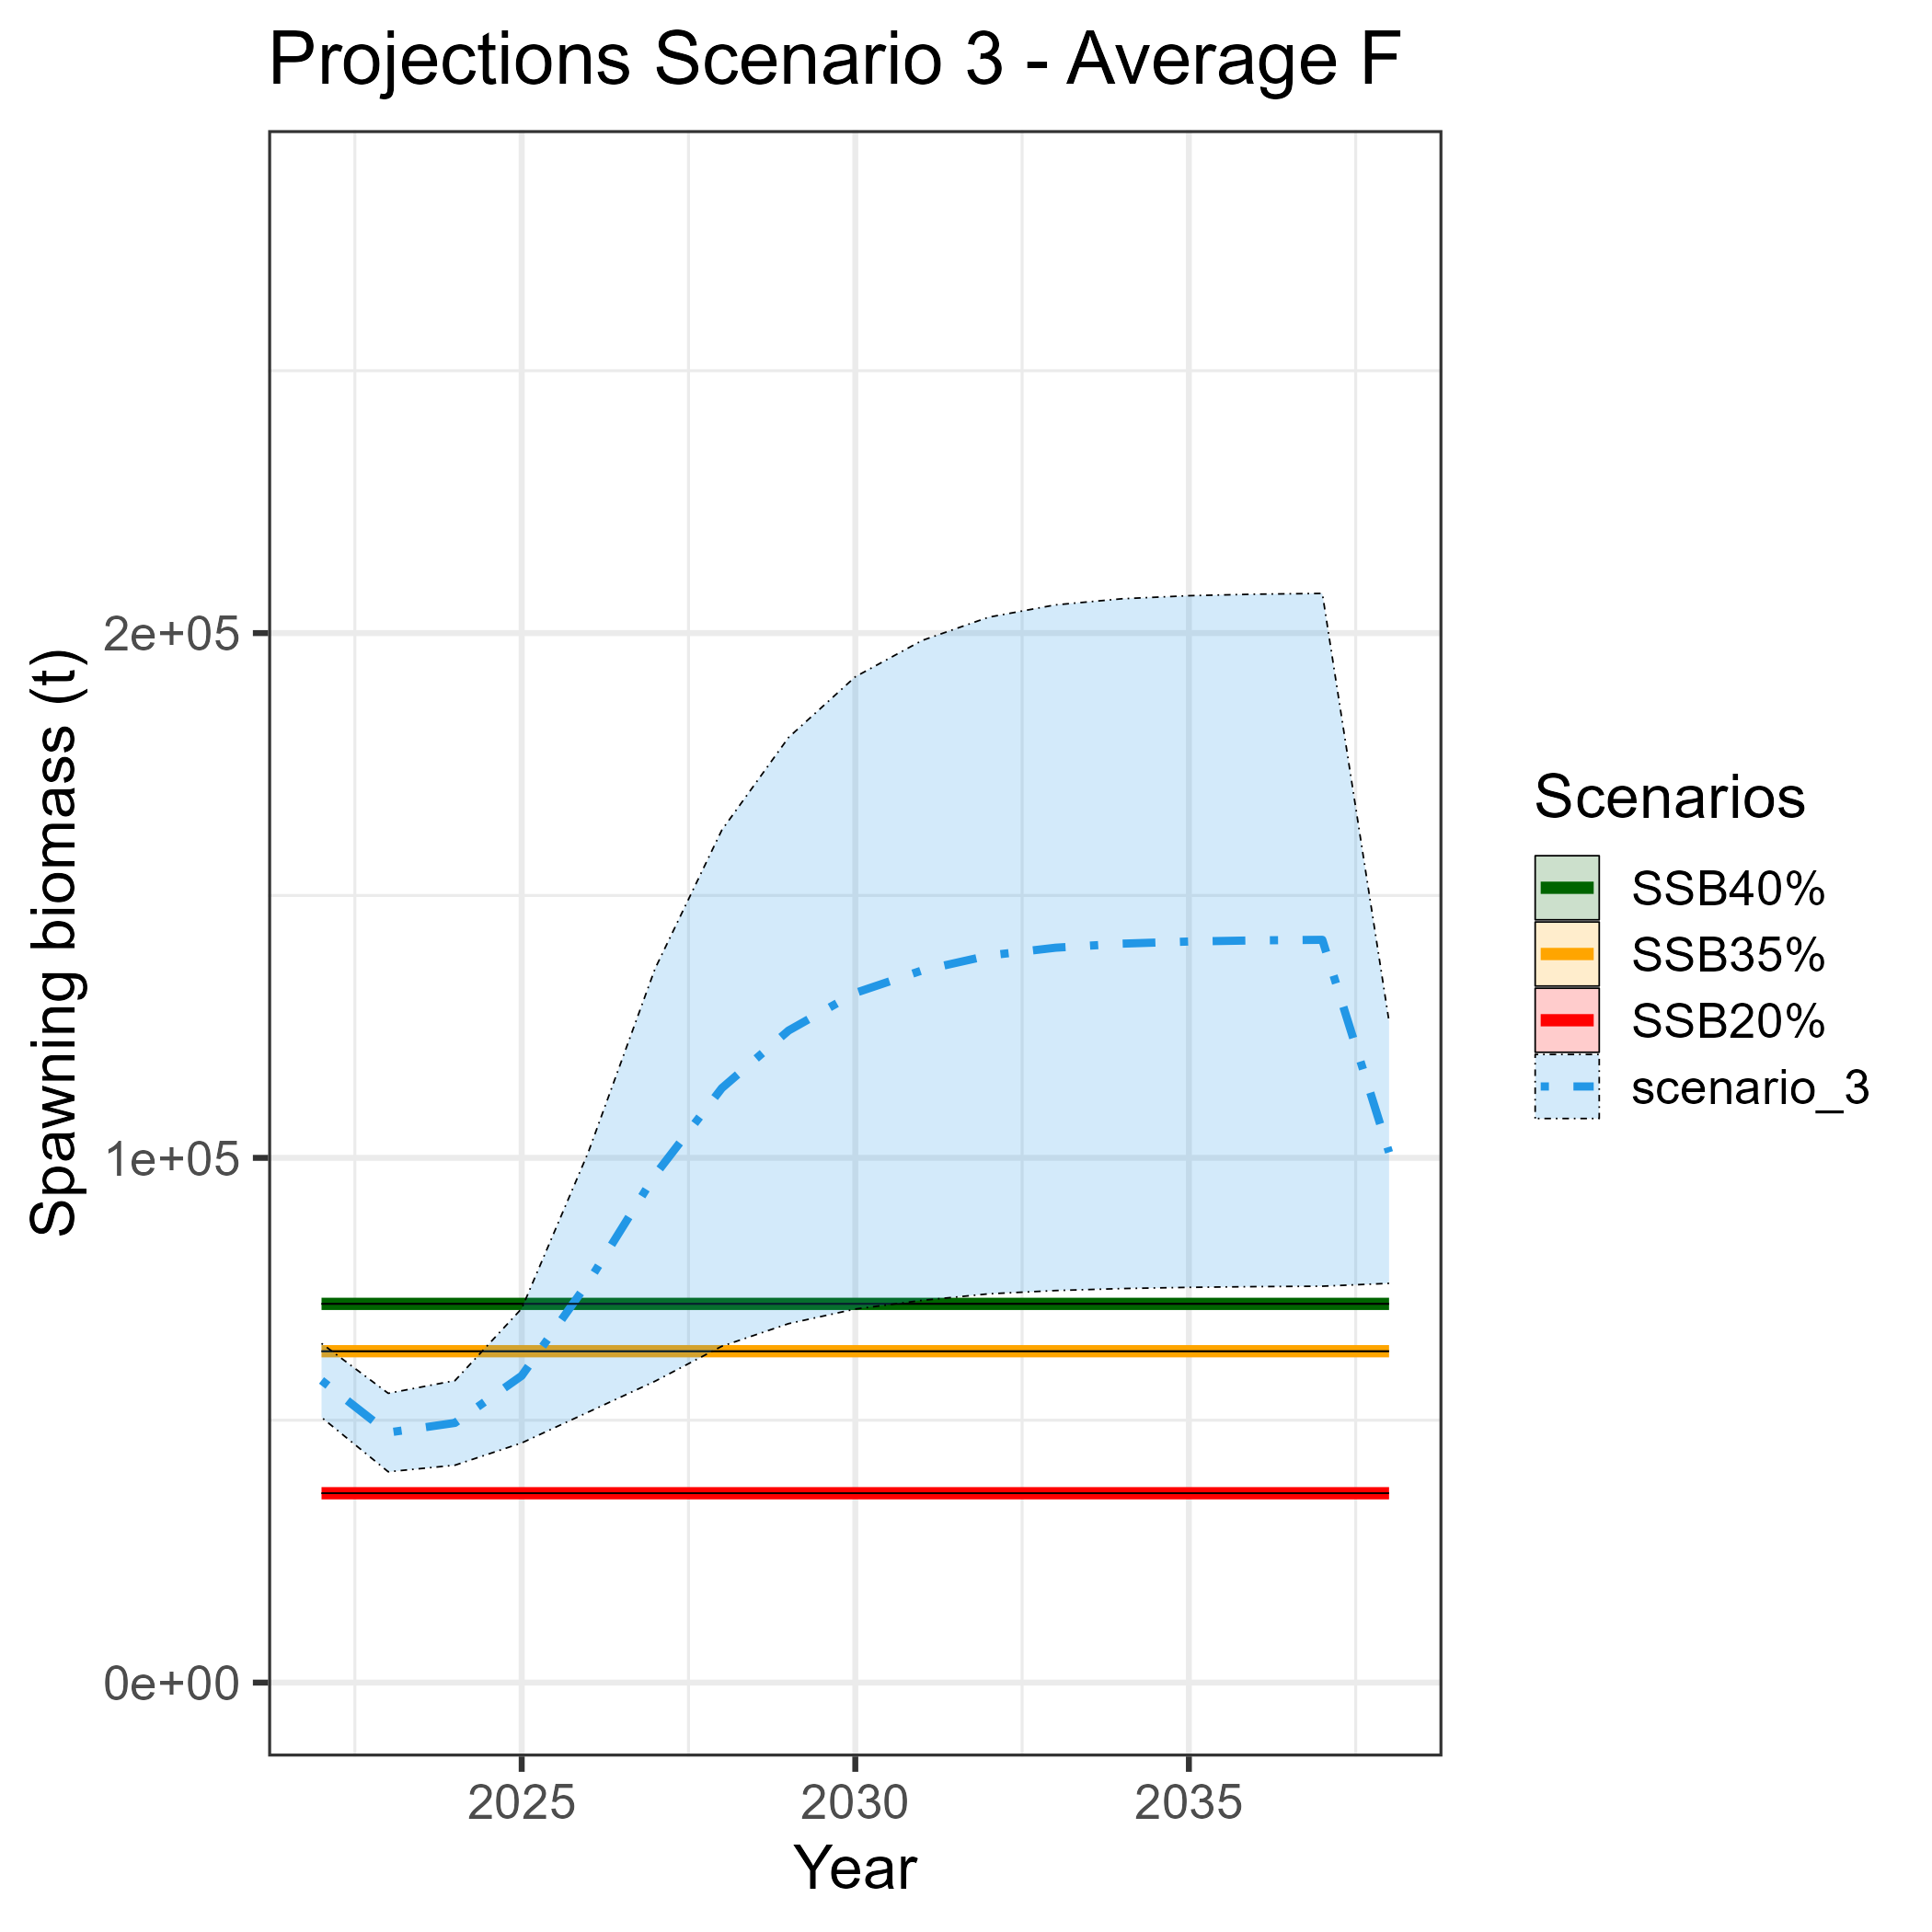 Projections Scenario 3 - Average F
Spawning biomass (t)
2e+05
1e+05
0e+00
2025
2030
2035
Year
Scenarios
SSB40%
SSB35%
SSB20%
scenario_3